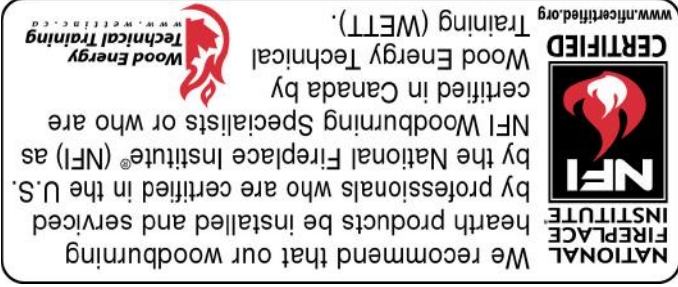 NATIONAL
FIREPLACE
INSTITUTE®
NFI
CERTIFIED
www.nficertified.org
We recommend that our woodburning
hearth products be installed and serviced
by professionals who are certified in the U.S.
by the National Fireplace Institute® (NFI) as
NFI Woodburning Specialists or who are
certified in Canada by
Wood Energy Technical
Training (WETT).
Wood Energy
Technical Training
www.wettinc.ca